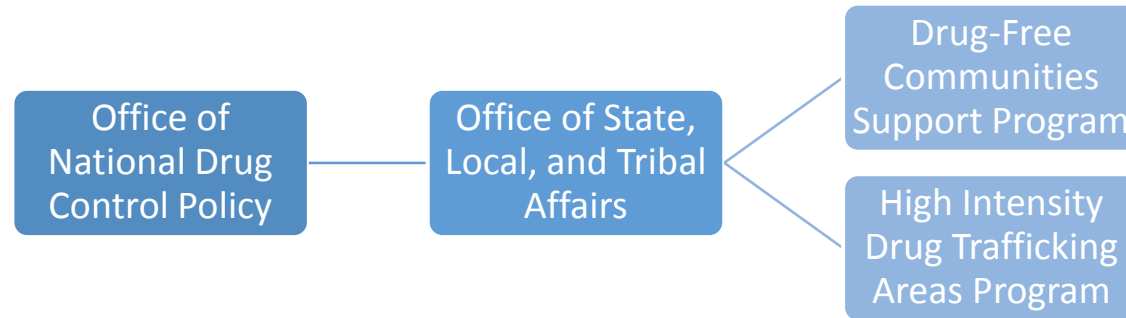 Office of
National Drug
Control Policy
Office of State,
Local, and Tribal
Affairs
Drug-Free
Communities
Support Program
High Intensity
Drug Trafficking
Areas Program